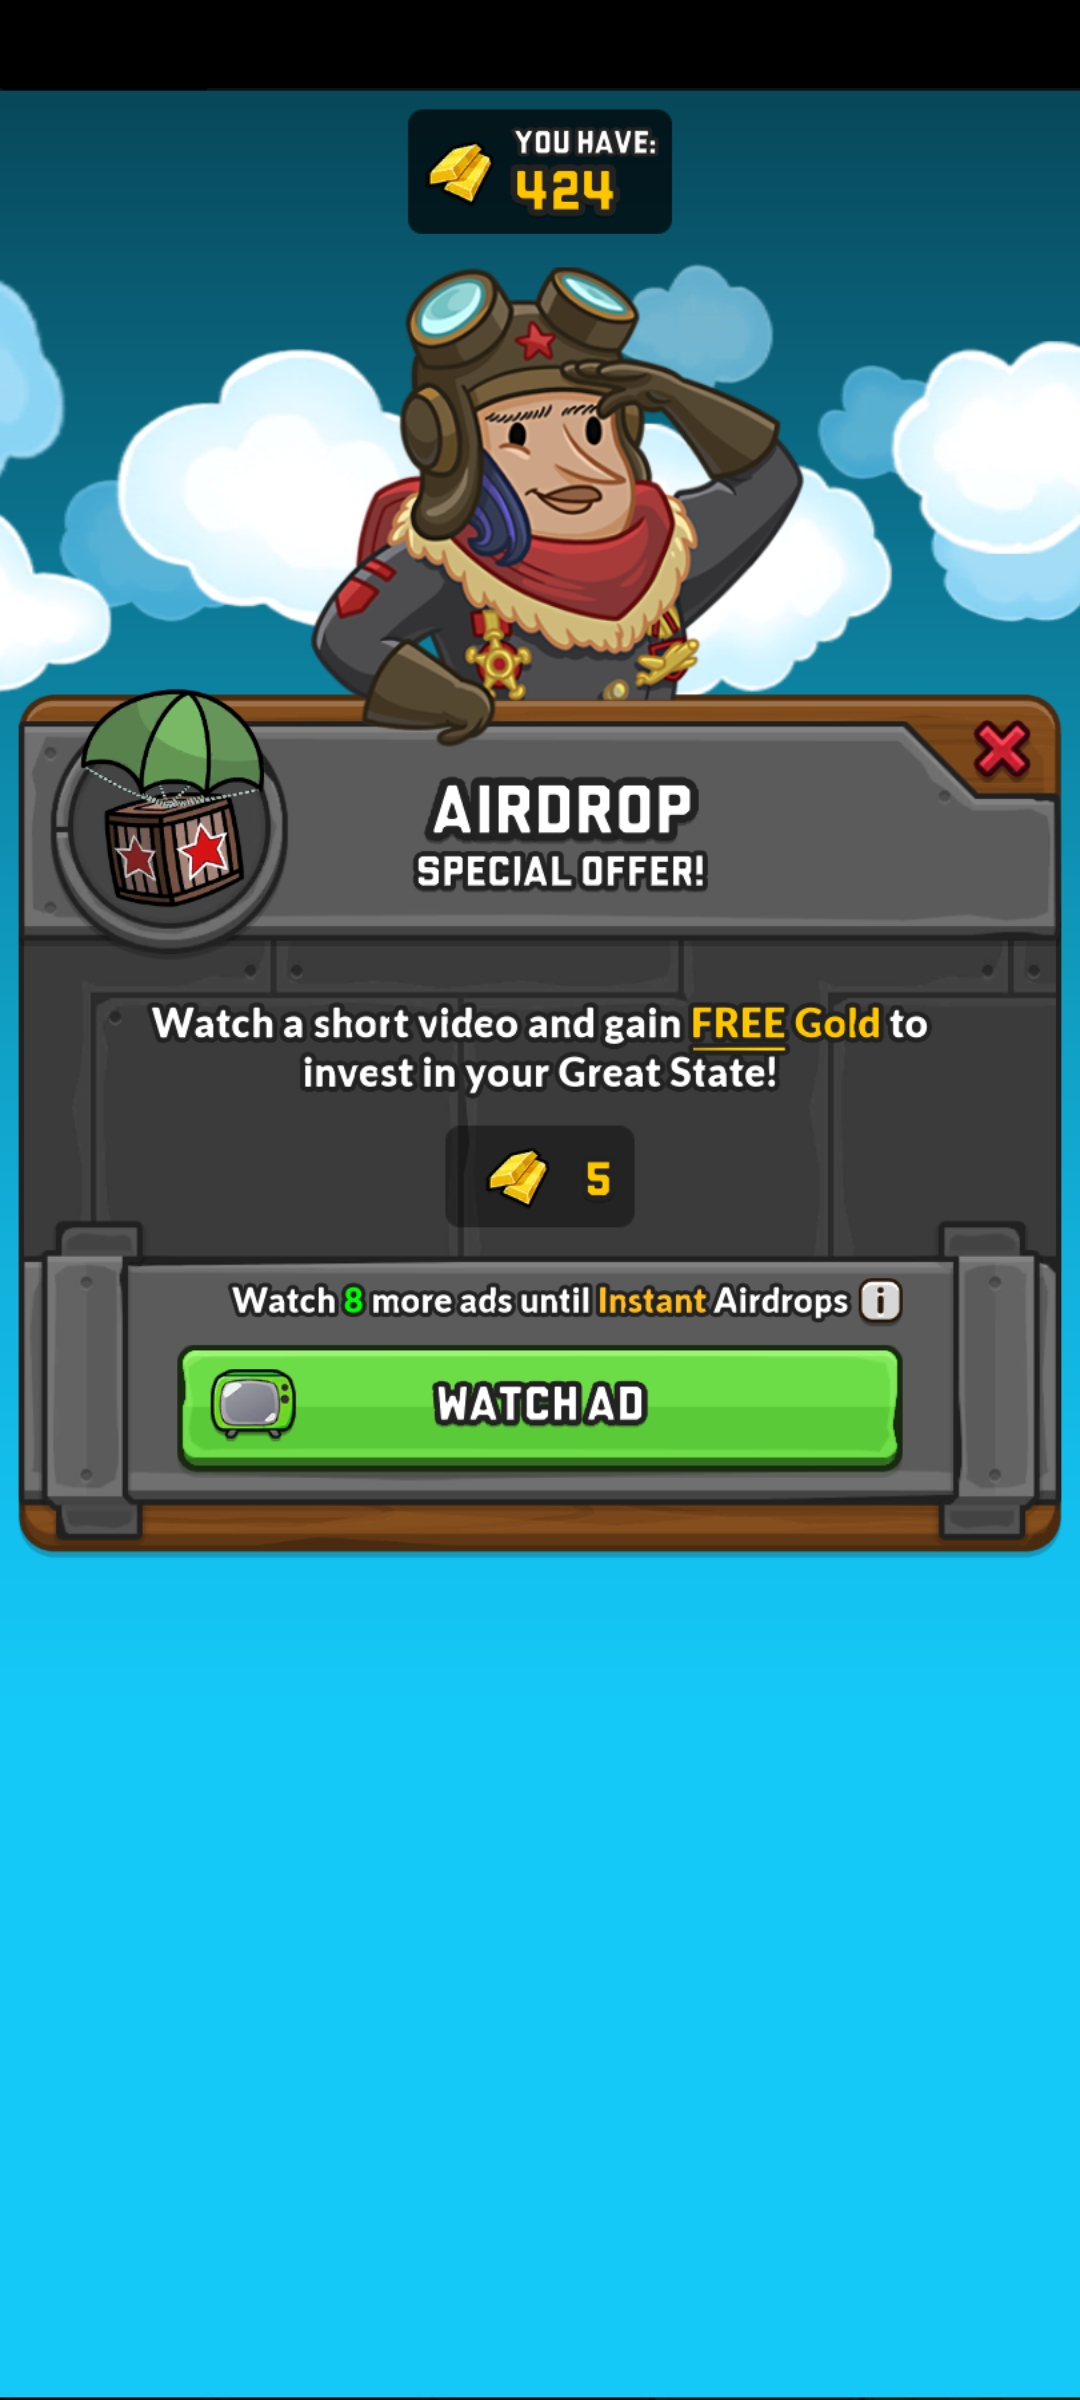 YOU HAVE:
424
AIRDROP
SPECIAL OFFER!
Watch a short video and gain FREE Gold to
invest in your Great State!
5
Watch 8 more ads until Instant Airdrops i
WATCH AD